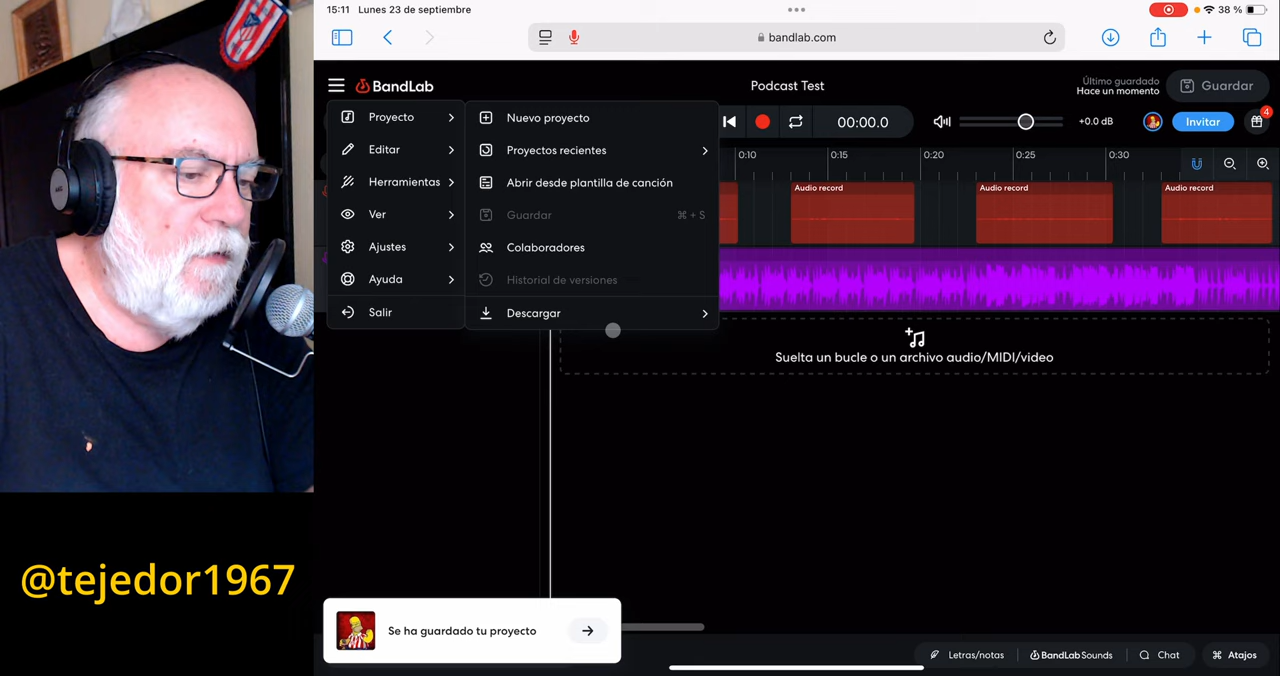 15:11 Lunes 23 de septiembre
38 %
bandlab.com
BandLab
Podcast Test
Último guardado
Hace un momento
Guardar
Proyecto
Editar
Herramientas
Ver
Ajustes
Ayuda
Salir
Nuevo proyecto
Proyectos recientes
Abrir desde plantilla de canción
Guardar ⌘ + S
Colaboradores
Historial de versiones
Descargar
00:00.0
+0.0 dB
Invitar
4
0:10 0:15 0:20 0:25 0:30
Audio record Audio record Audio record
Suelta un bucle o un archivo audio/MIDI/video
@tejedor1967
Se ha guardado tu proyecto
Letras/notas
BandLab Sounds
Chat
⌘ Atajos